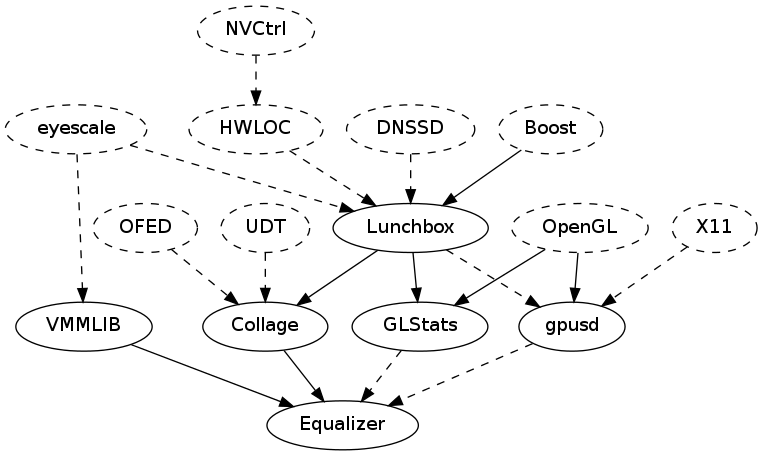 NVCtrl
eyescale
HWLOC
DNSSD
Boost
OFED
UDT
Lunchbox
OpenGL
X11
VMMLIB
Collage
GLStats
gpusd
Equalizer